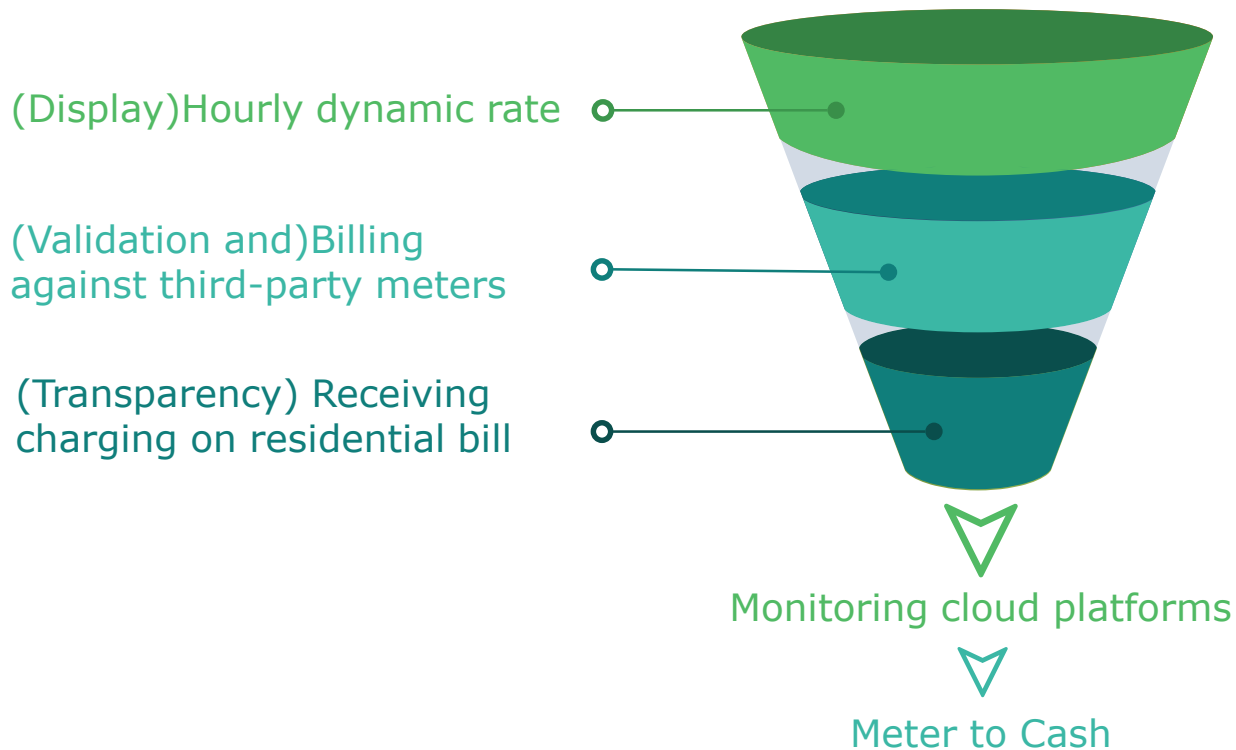 (Display)Hourly dynamic rate
(Validation and)Billing
against third-party meters
(Transparency) Receiving
charging on residential bill
Monitoring cloud platforms
Meter to Cash